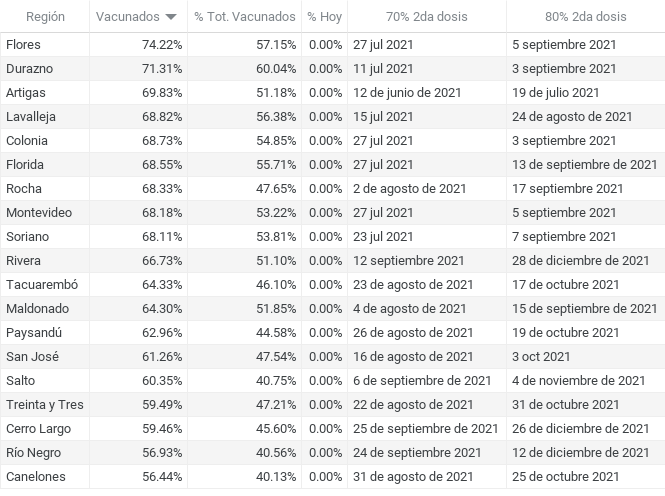 Región Vacunados % Tot. Vacunados % Hoy 70% 2da dosis 80% 2da dosis
Flores 74.22% 57.15% 0.00% 27 jul 2021 5 septiembre 2021
Durazno 71.31% 60.04% 0.00% 11 jul 2021 3 septiembre 2021
Artigas 69.83% 51.18% 0.00% 12 de junio de 2021 19 de julio 2021
Lavalleja 68.82% 56.38% 0.00% 15 jul 2021 24 de agosto de 2021
Colonia 68.73% 54.85% 0.00% 27 jul 2021 3 septiembre 2021
Florida 68.55% 55.71% 0.00% 27 jul 2021 13 de septiembre de 2021
Rocha 68.33% 47.65% 0.00% 2 de agosto de 2021 17 septiembre 2021
Montevideo 68.18% 53.22% 0.00% 27 jul 2021 5 septiembre 2021
Soriano 68.11% 53.81% 0.00% 23 jul 2021 7 septiembre 2021
Rivera 66.73% 51.10% 0.00% 12 septiembre 2021 28 de diciembre de 2021
Tacuarembó 64.33% 46.10% 0.00% 23 de agosto de 2021 17 de octubre 2021
Maldonado 64.30% 51.85% 0.00% 4 de agosto de 2021 15 de septiembre de 2021
Paysandú 62.96% 44.58% 0.00% 26 de agosto de 2021 19 de octubre 2021
San José 61.26% 47.54% 0.00% 16 de agosto de 2021 3 oct 2021
Salto 60.35% 40.75% 0.00% 6 de septiembre de 2021 4 de noviembre de 2021
Treinta y Tres 59.49% 47.21% 0.00% 22 de agosto de 2021 31 de octubre 2021
Cerro Largo 59.46% 45.60% 0.00% 25 de septiembre de 2021 26 de diciembre de 2021
Río Negro 56.93% 40.56% 0.00% 24 de septiembre 2021 12 de diciembre de 2021
Canelones 56.44% 40.13% 0.00% 31 de agosto de 2021 25 de octubre 2021